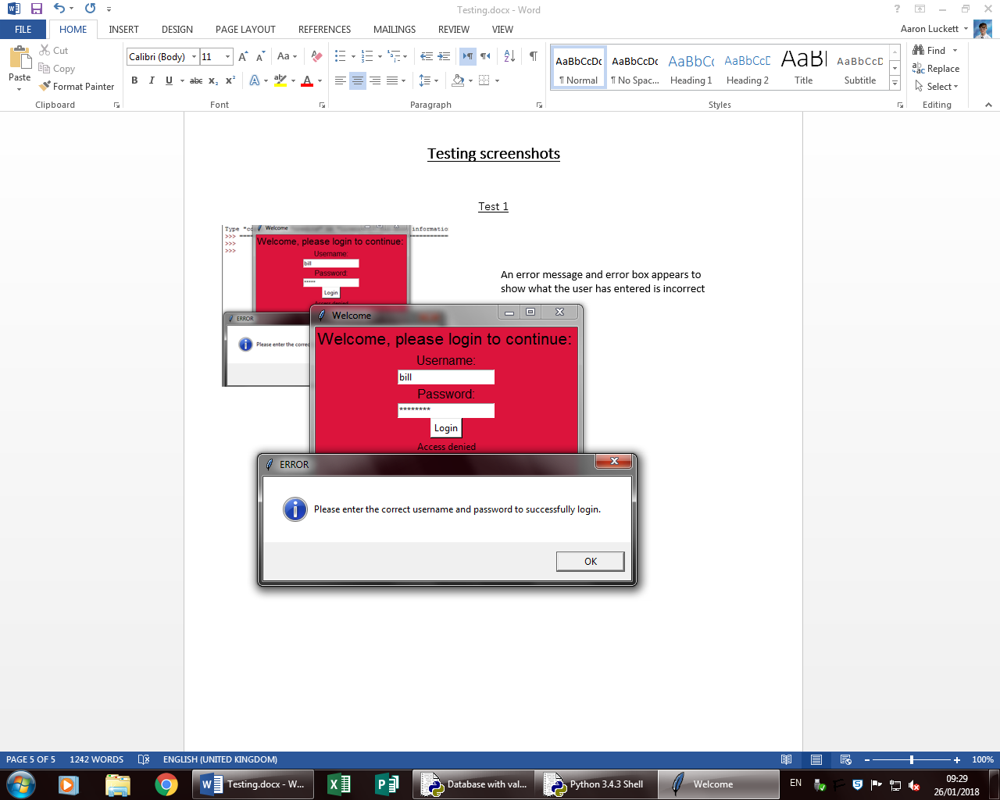 Testing.docx - Word
FILE HOME INSERT DESIGN PAGE LAYOUT REFERENCES MAILINGS REVIEW VIEW
Aaron Luckett
Paste
Cut
Copy
Format Painter
Clipboard
Calibri (Body) 11
Font
Paragraph
AaBbCcDc AaBbCcDc AaBbCc AaBbCcD AaBl AaBbCcD
¶ Normal ¶ No Spac... Heading 1 Heading 2 Title Subtitle
Styles
Find
Replace
Select
Editing
Testing screenshots
Test 1
>>>
>>>
>>>
Welcome
Welcome, please login to continue:
Username:
bill
Password:
*****
Login
Access denied
ERROR
Please enter the correc
An error message and error box appears to
show what the user has entered is incorrect
Welcome
Welcome, please login to continue:
Username:
bill
Password:
********
Login
Access denied
ERROR
Please enter the correct username and password to successfully login.
OK
PAGE 5 OF 5 1242 WORDS ENGLISH (UNITED KINGDOM) 100%
Testing.docx - W... Database with val... Python 3.4.3 Shell Welcome EN 09:29
26/01/2018